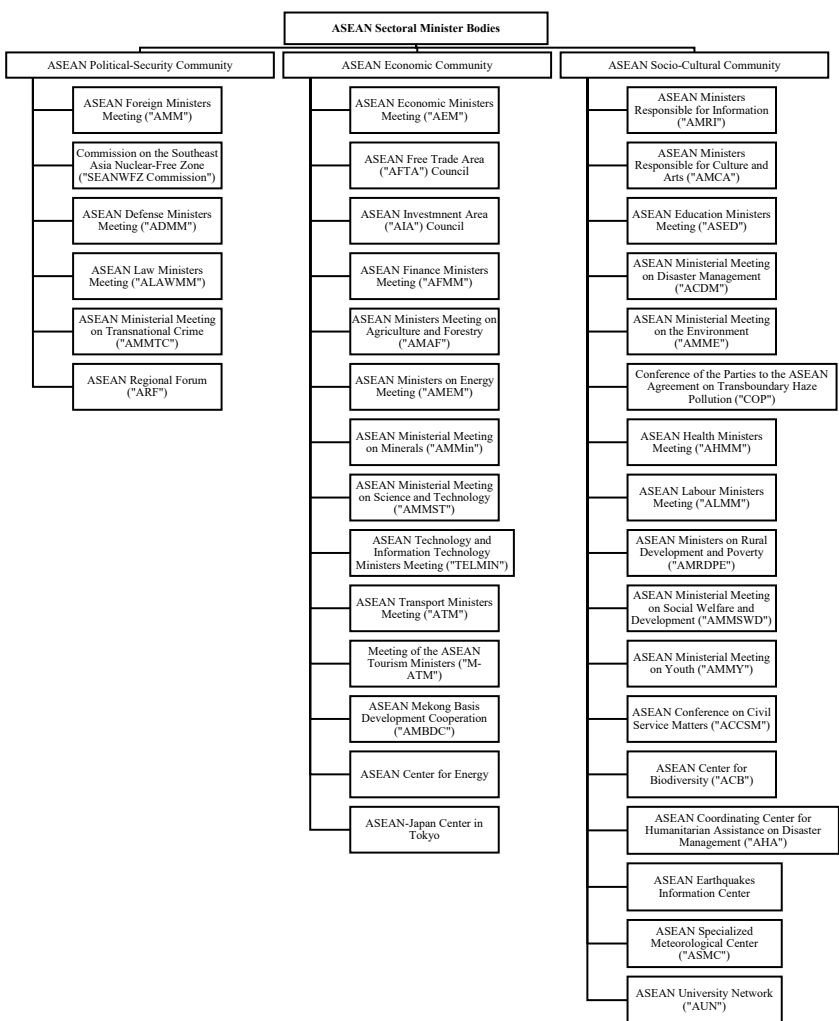 ASEAN Sectoral Minister Bodies
ASEAN Political-Security Community
ASEAN Foreign Ministers
Meeting ("AMM")
Commission on the Southeast
Asia Nuclear-Free Zone
("SEANWFZ Commission")
ASEAN Defense Ministers
Meeting ("ADMM")
ASEAN Law Ministers
Meeting ("ALAWMM")
ASEAN Ministerial Meeting
on Transnational Crime
("AMMTC")
ASEAN Regional Forum
("ARF")
ASEAN Economic Community
ASEAN Economic Ministers
Meeting ("AEM")
ASEAN Free Trade Area
("AFTA") Council
ASEAN Investmnent Area
("AIA") Council
ASEAN Finance Ministers
Meeting ("AFMM")
ASEAN Ministers Meeting on
Agriculture and Forestry
("AMAF")
ASEAN Ministers on Energy
Meeting ("AMEM")
ASEAN Ministerial Meeting
on Minerals ("AMMin")
ASEAN Ministerial Meeting
on Science and Technology
("AMMST")
ASEAN Technology and
Information Technology
Ministers Meeting ("TELMIN")
ASEAN Transport Ministers
Meeting ("ATM")
Meeting of the ASEAN
Tourism Ministers ("M-
ATM")
ASEAN Mekong Basis
Development Cooperation
("AMBDC")
ASEAN Center for Energy
ASEAN-Japan Center in
Tokyo
ASEAN Socio-Cultural Community
ASEAN Ministers
Responsible for Information
("AMRI")
ASEAN Ministers
Responsible for Culture and
Arts ("AMCA")
ASEAN Education Ministers
Meeting ("ASED")
ASEAN Ministerial Meeting
on Disaster Management
("ACDM")
ASEAN Ministerial Meeting
on the Environment
("AMME")
Conference of the Parties to the ASEAN
Agreement on Transboundary Haze
Pollution ("COP")
ASEAN Health Ministers
Meeting ("AHMM")
ASEAN Labour Ministers
Meeting ("ALMM")
ASEAN Ministers on Rural
Development and Poverty
("AMRDPE")
ASEAN Ministerial Meeting
on Social Welfare and
Development ("AMMSWD")
ASEAN Ministerial Meeting
on Youth ("AMMY")
ASEAN Conference on Civil
Service Matters ("ACCSM")
ASEAN Center for
Biodiversity ("ACB")
ASEAN Coordinating Center for
Humanitarian Assistance on Disaster
Management ("AHA")
ASEAN Earthquakes
Information Center
ASEAN Specialized
Meteorological Center
("ASMC")
ASEAN University Network
("AUN")